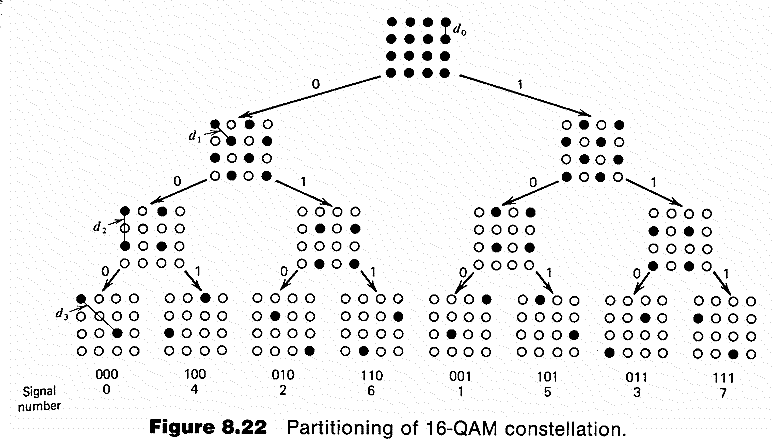 d0
0 1
d1
0 1 0 1
d2
0 1 0 1 0 1 0 1
d3
000 100 010 110 001 101 011 111
Signal number 0 4 2 6 1 5 3 7
Figure 8.22 Partitioning of 16-QAM constellation.